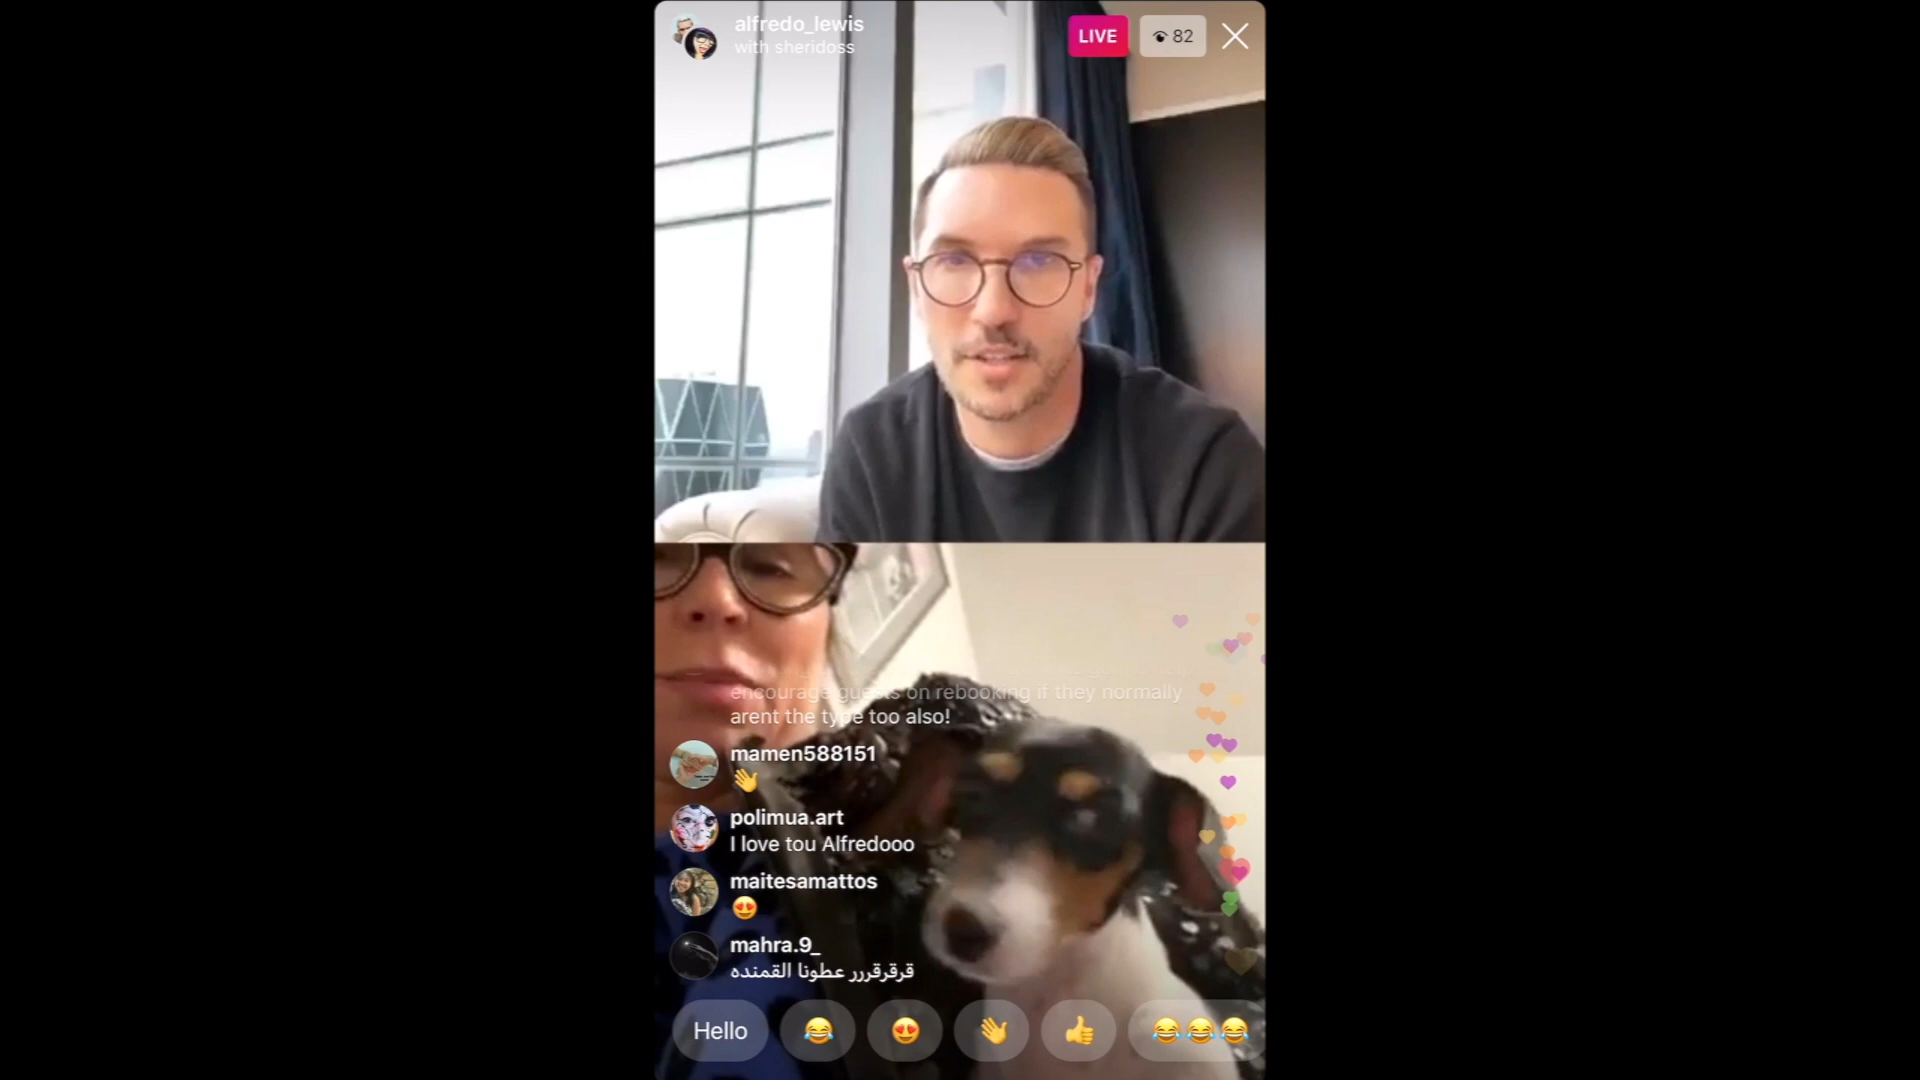 alfredo_lewis
with sheridoss
LIVE
82
encourage guests on rebooking if they normally
arent the type too also!
mamen588151
👋
polimua.art
I love tou Alfredooo
maitesamattos
😍
mahra.9_
قرقرقررر عطونا القمنده
Hello
😂
😍
👋
👍
😂😂😂